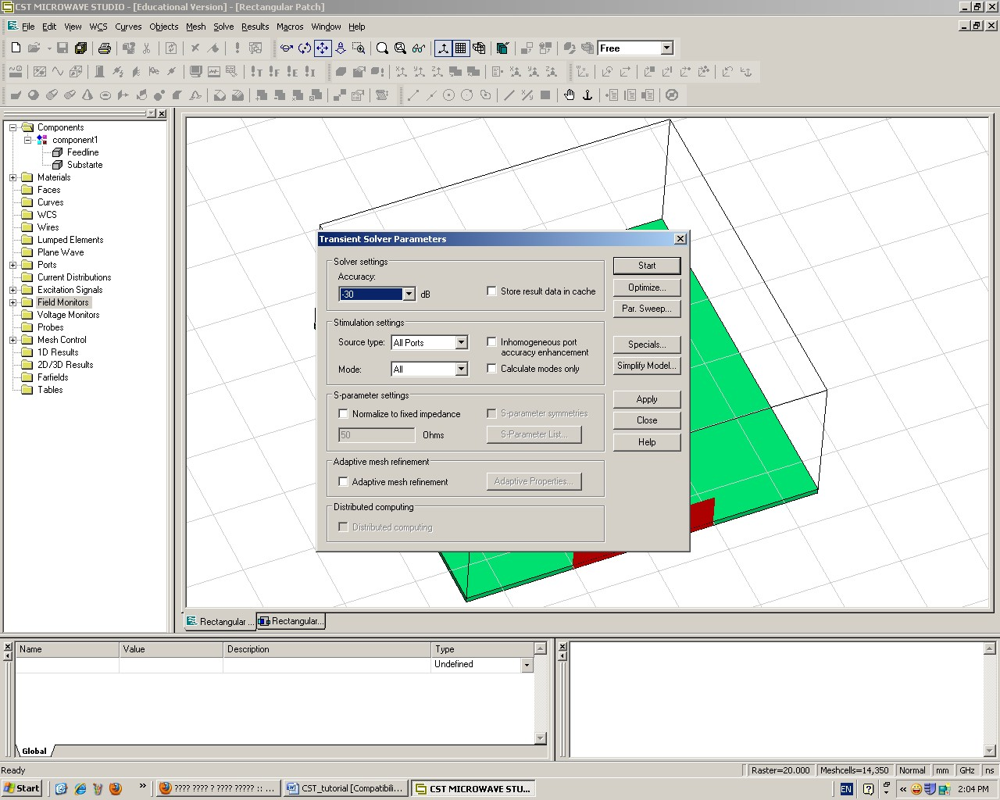 CST MICROWAVE STUDIO - [Educational Version] - [Rectangular Patch]
File Edit View WCS Curves Objects Mesh Solve Results Macros Window Help
Free
Components
component1
Feedline
Substarte
Materials
Faces
Curves
WCS
Wires
Lumped Elements
Plane Wave
Ports
Current Distributions
Excitation Signals
Field Monitors
Voltage Monitors
Probes
Mesh Control
1D Results
2D/3D Results
Farfields
Tables
Transient Solver Parameters
Solver settings
Accuracy:
-30 dB
Store result data in cache
Stimulation settings
Source type: All Ports
Inhomogeneous port
accuracy enhancement
Mode: All
Calculate modes only
S-parameter settings
Normalize to fixed impedance
S-parameter symmetries
50 Ohms
S-Parameter List...
Adaptive mesh refinement
Adaptive mesh refinement
Adaptive Properties...
Distributed computing
Distributed computing
Start
Optimize...
Par. Sweep...
Specials...
Simplify Model...
Apply
Close
Help
Rectangular ... Rectangular...
Name Value Description Type
Undefined
Global
Ready Raster=20.000 Meshcells=14,350 Normal mm GHz ns
Start ???? ???? ? ???? ????? :: ... CST_tutorial [Compatibili... CST MICROWAVE STU... EN 2:04 PM